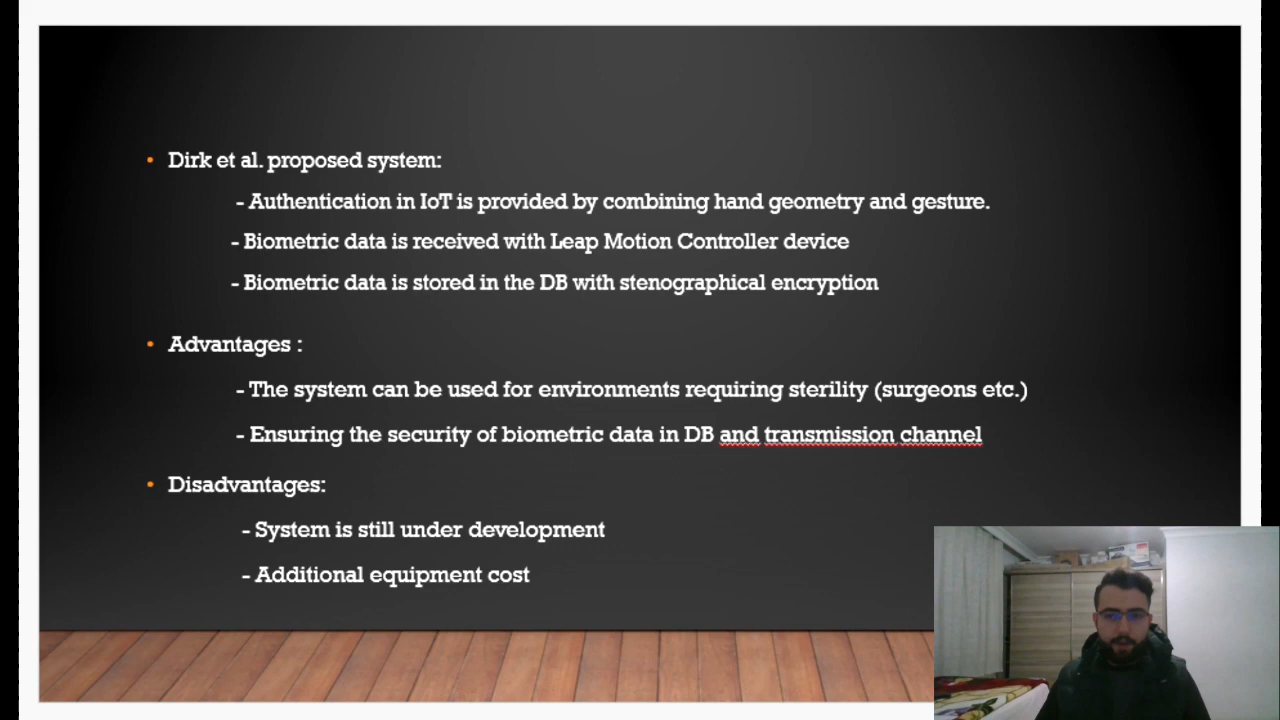 • Dirk et al. proposed system:
- Authentication in IoT is provided by combining hand geometry and gesture.
- Biometric data is received with Leap Motion Controller device
- Biometric data is stored in the DB with stenographical encryption
• Advantages :
- The system can be used for environments requiring sterility (surgeons etc.)
- Ensuring the security of biometric data in DB and transmission channel
• Disadvantages:
- System is still under development
- Additional equipment cost